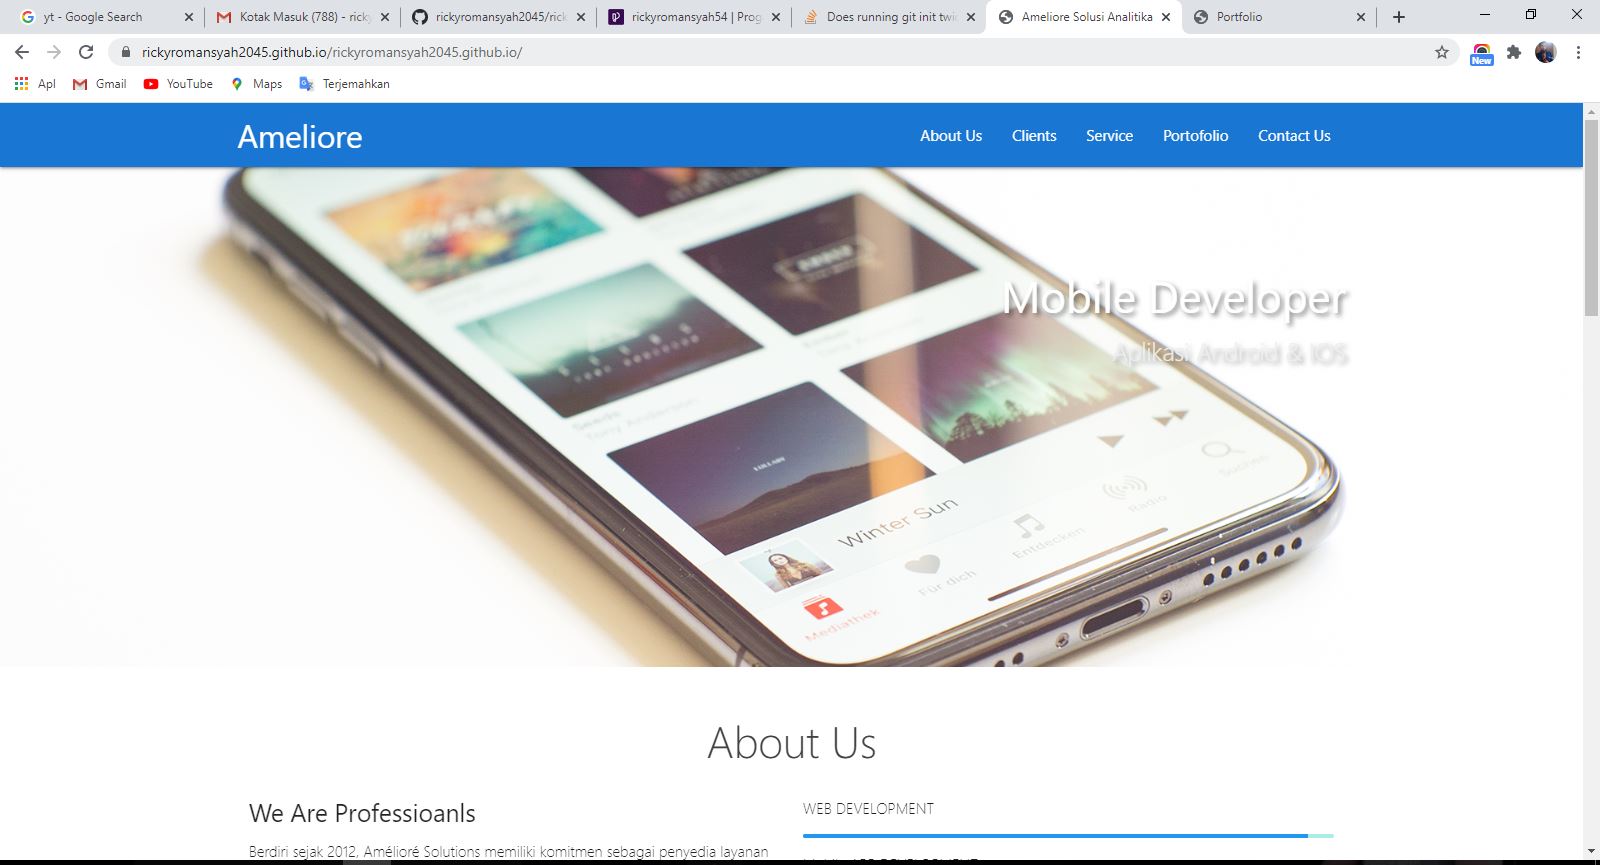 yt - Google Search
Kotak Masuk (788) - ricky
rickyromansyah2045/rick
rickyromansyah54 | Prog
Does running git init twic
Ameliore Solusi Analitika
Portfolio
rickyromansyah2045.github.io/rickyromansyah2045.github.io/
New
Apl
Gmail
YouTube
Maps
Terjemahkan
Ameliore
About Us
Clients
Service
Portofolio
Contact Us
Mobile Developer
Aplikasi Android & IOS
Tony Anderson
Winter Sun
Mediathek
Für dich
Entdecken
Radio
Suchen
About Us
We Are Professioanls
WEB DEVELOPMENT
Berdiri sejak 2012, Amélioré Solutions memiliki komitmen sebagai penyedia layanan